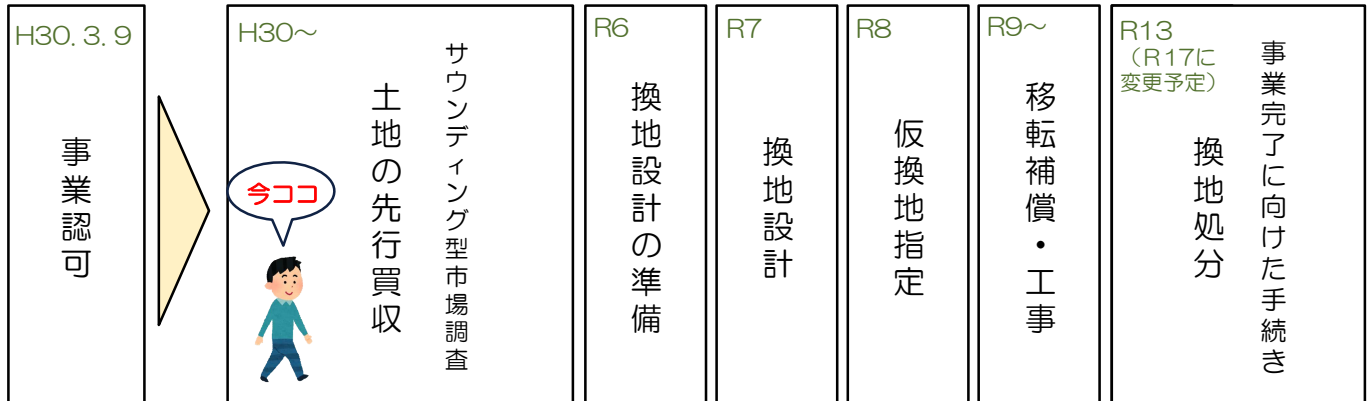 H30.3.9
事業認可
H30～
サウンディング型市場調査
土地の先行買収
今ココ
R6
換地設計の準備
R7
換地設計
R8
仮換地指定
R9～
移転補償・工事
R13
（R17に
変更予定）
事業完了に向けた手続き
換地処分